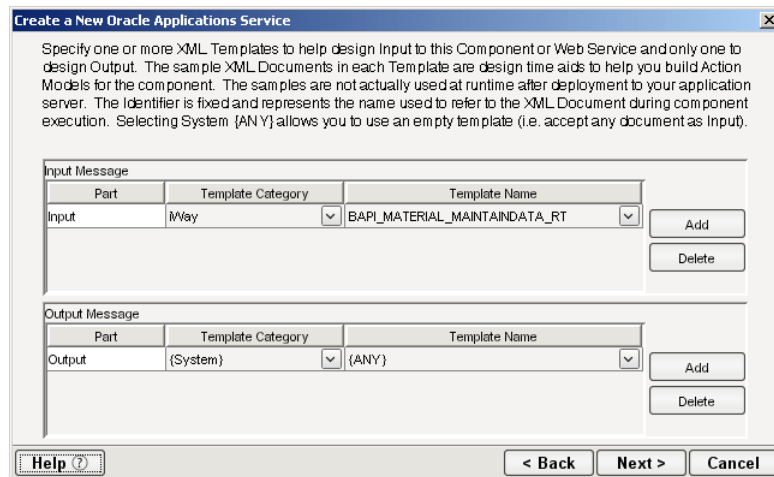 Create a New Oracle Applications Service
Specify one or more XML Templates to help design Input to this Component or Web Service and only one to
design Output. The sample XML Documents in each Template are design time aids to help you build Action
Models for the component. The samples are not actually used at runtime after deployment to your application
server. The Identifier is fixed and represents the name used to refer to the XML Document during component
execution. Selecting System {ANY} allows you to use an empty template (i.e. accept any document as Input).
Input Message
Part Template Category Template Name
Input iWay BAPI_MATERIAL_MAINTAINDATA_RT
Add
Delete
Output Message
Part Template Category Template Name
Output {System} {ANY}
Add
Delete
Help ? < Back Next > Cancel